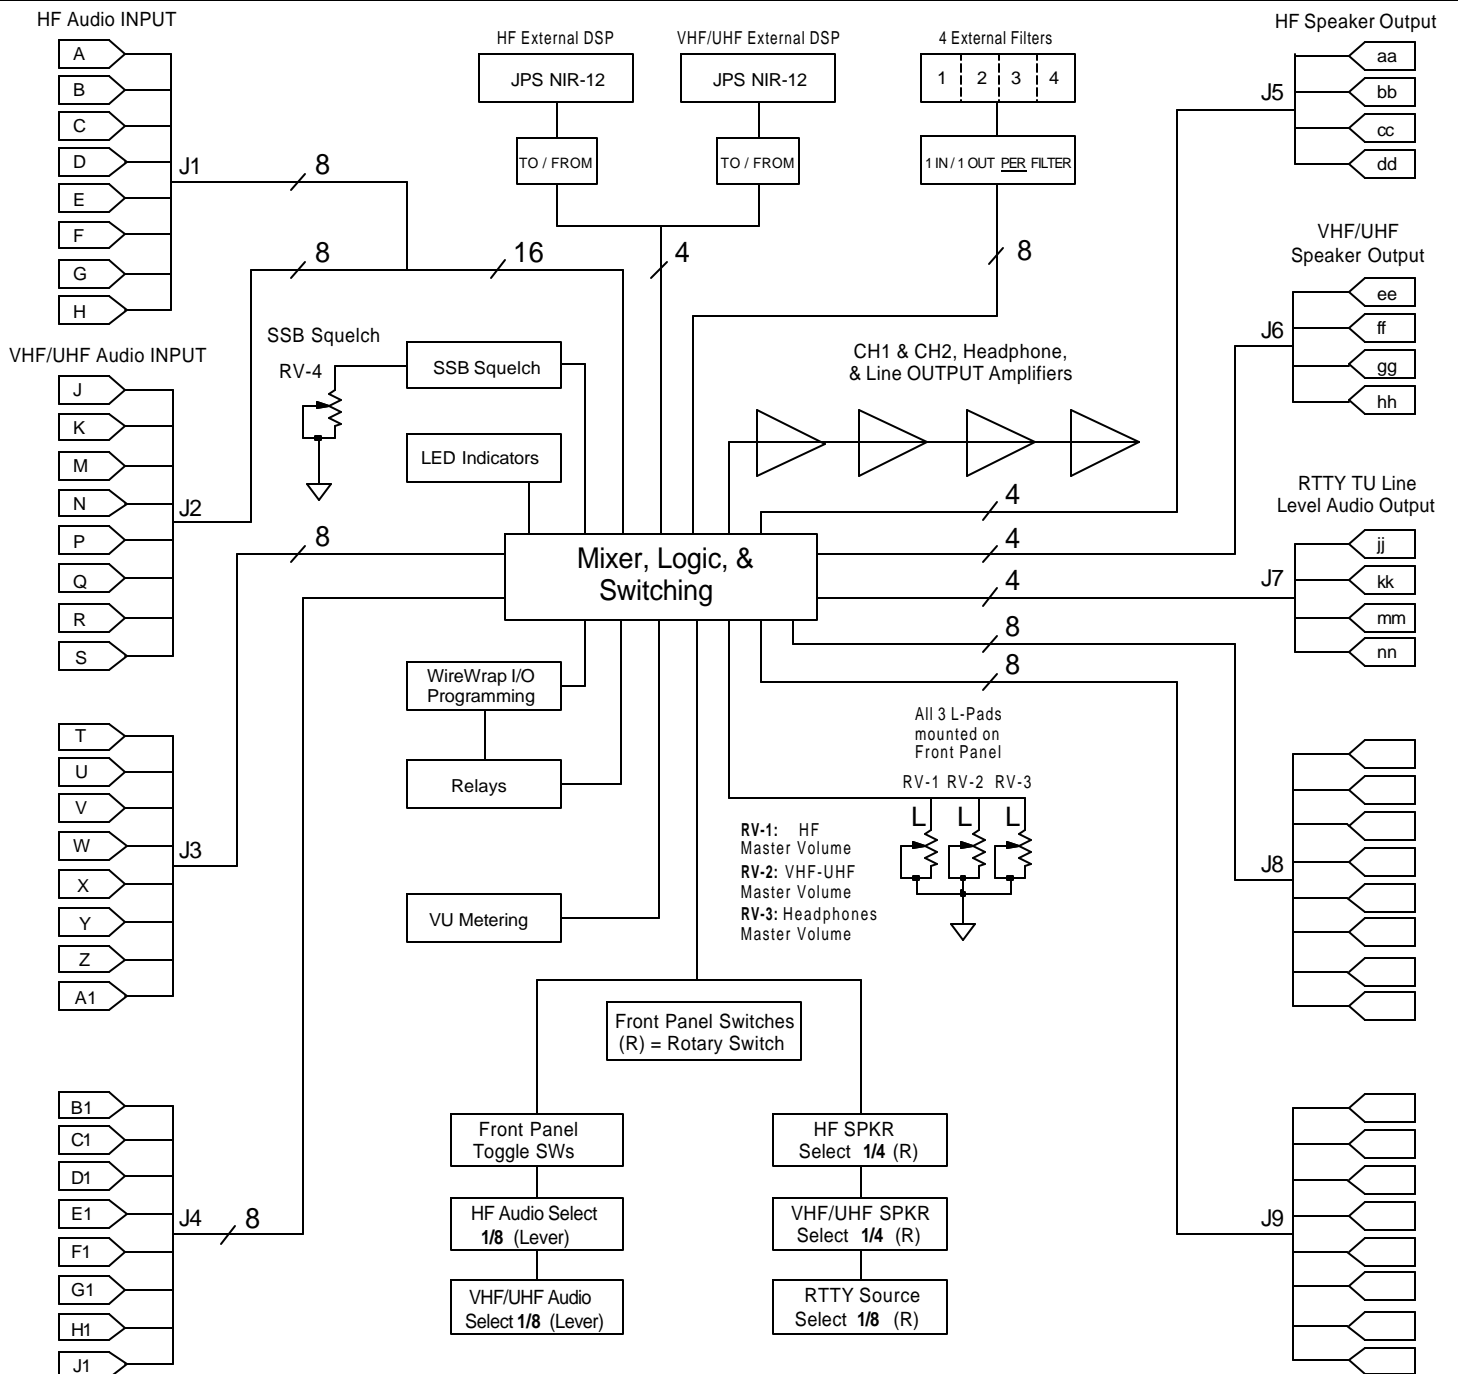 HF Audio INPUT
A
B
C
D
E
F
G
H
J1
8
VHF/UHF Audio INPUT
J
K
M
N
P
Q
R
S
J2
8
16
T
U
V
W
X
Y
Z
A1
J3
8
B1
C1
D1
E1
F1
G1
H1
J1
J4
8
HF External DSP
JPS NIR-12
TO / FROM
VHF/UHF External DSP
JPS NIR-12
TO / FROM
4
4 External Filters
1 2 3 4
1 IN / 1 OUT PER FILTER
8
SSB Squelch
RV-4
SSB Squelch
LED Indicators
CH1 & CH2, Headphone,
& Line OUTPUT Amplifiers
Mixer, Logic, &
Switching
WireWrap I/O
Programming
Relays
VU Metering
4
4
4
8
8
All 3 L-Pads
mounted on
Front Panel
RV-1 RV-2 RV-3
L L L
RV-1: HF
Master Volume
RV-2: VHF-UHF
Master Volume
RV-3: Headphones
Master Volume
Front Panel Switches
(R) = Rotary Switch
Front Panel
Toggle SWs
HF Audio Select
1/8 (Lever)
VHF/UHF Audio
Select 1/8 (Lever)
HF SPKR
Select 1/4 (R)
VHF/UHF SPKR
Select 1/4 (R)
RTTY Source
Select 1/8 (R)
HF Speaker Output
J5
aa
bb
cc
dd
VHF/UHF
Speaker Output
J6
ee
ff
gg
hh
RTTY TU Line
Level Audio Output
J7
jj
kk
mm
nn
J8
J9